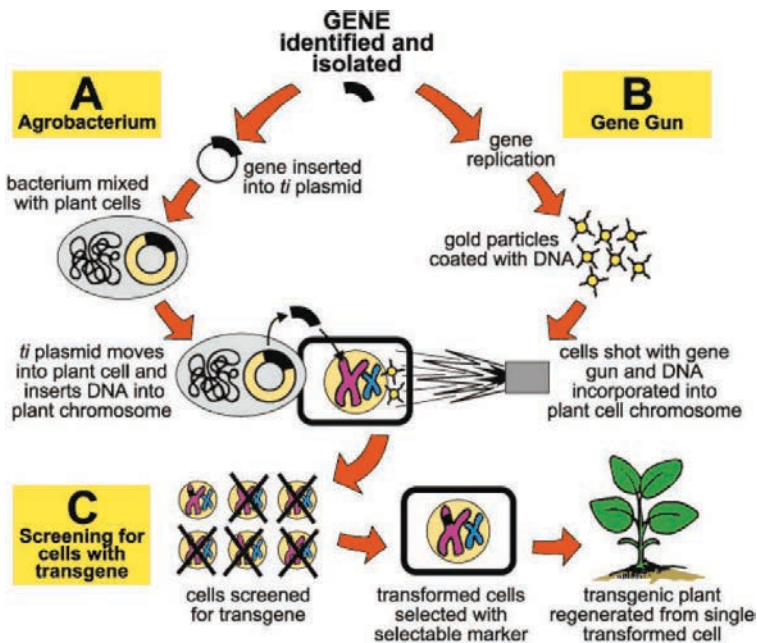 GENE
identified and
isolated
A
Agrobacterium
B
Gene Gun
gene inserted
into ti plasmid
gene
replication
bacterium mixed
with plant cells
gold particles
coated with DNA
ti plasmid moves
into plant cell and
inserts DNA into
plant chromosome
cells shot with gene
gun and DNA
incorporated into
plant cell chromosome
C
Screening for
cells with
transgene
cells screened
for transgene
transformed cells
selected with
selectable marker
transgenic plant
regenerated from single
transformed cell